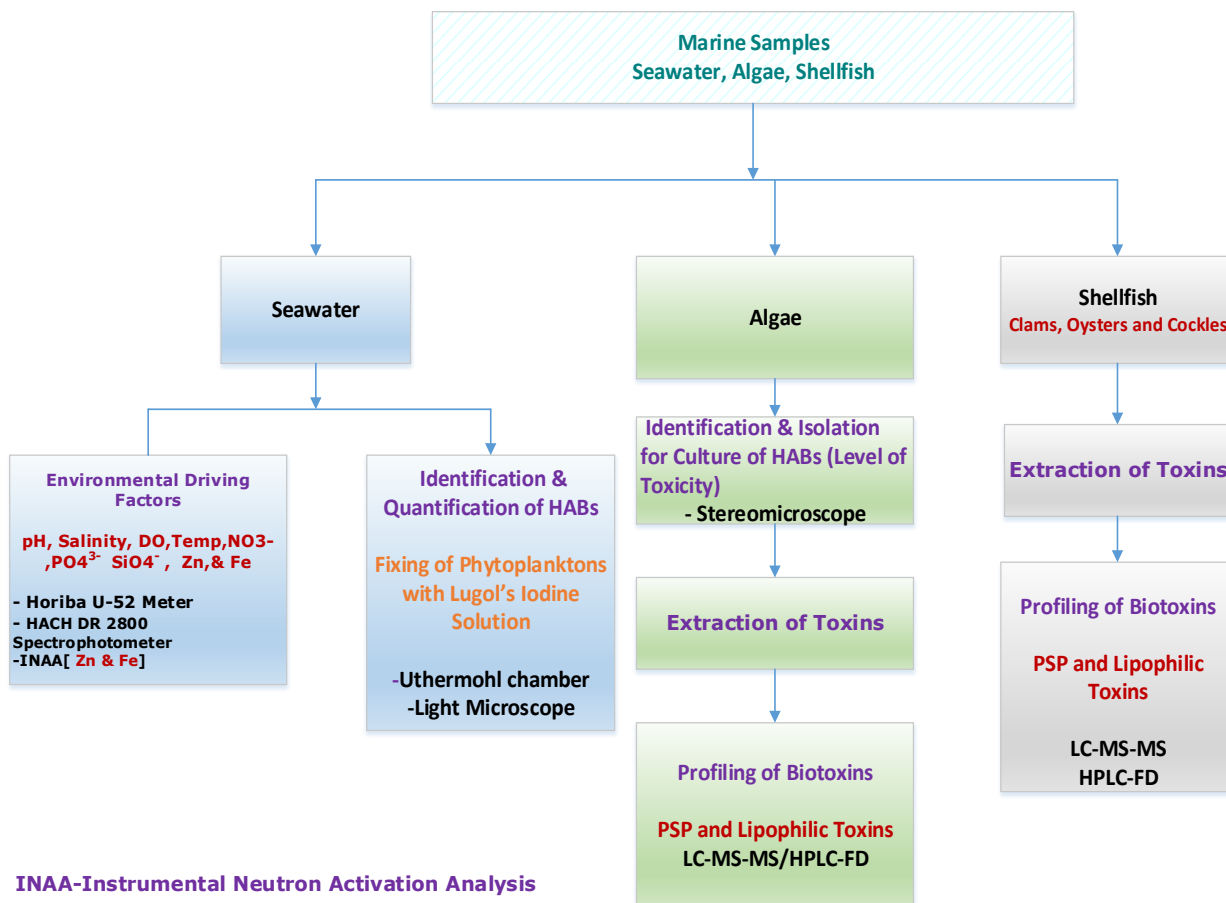 Marine Samples
Seawater, Algae, Shellfish
Seawater
Algae
Shellfish
Clams, Oysters and Cockles
Environmental Driving
Factors
pH, Salinity, DO,Temp,NO3-
,PO4³⁻ SiO4⁻ , Zn,& Fe
- Horiba U-52 Meter
- HACH DR 2800
Spectrophotometer
-INAA[ Zn & Fe]
Identification &
Quantification of HABs
Fixing of Phytoplanktons
with Lugol’s Iodine
Solution
-Uthermohl chamber
-Light Microscope
Identification & Isolation
for Culture of HABs (Level of
Toxicity)
- Stereomicroscope
Extraction of Toxins
Profiling of Biotoxins
PSP and Lipophilic Toxins
LC-MS-MS/HPLC-FD
Extraction of Toxins
Profiling of Biotoxins
PSP and Lipophilic
Toxins
LC-MS-MS
HPLC-FD
INAA-Instrumental Neutron Activation Analysis